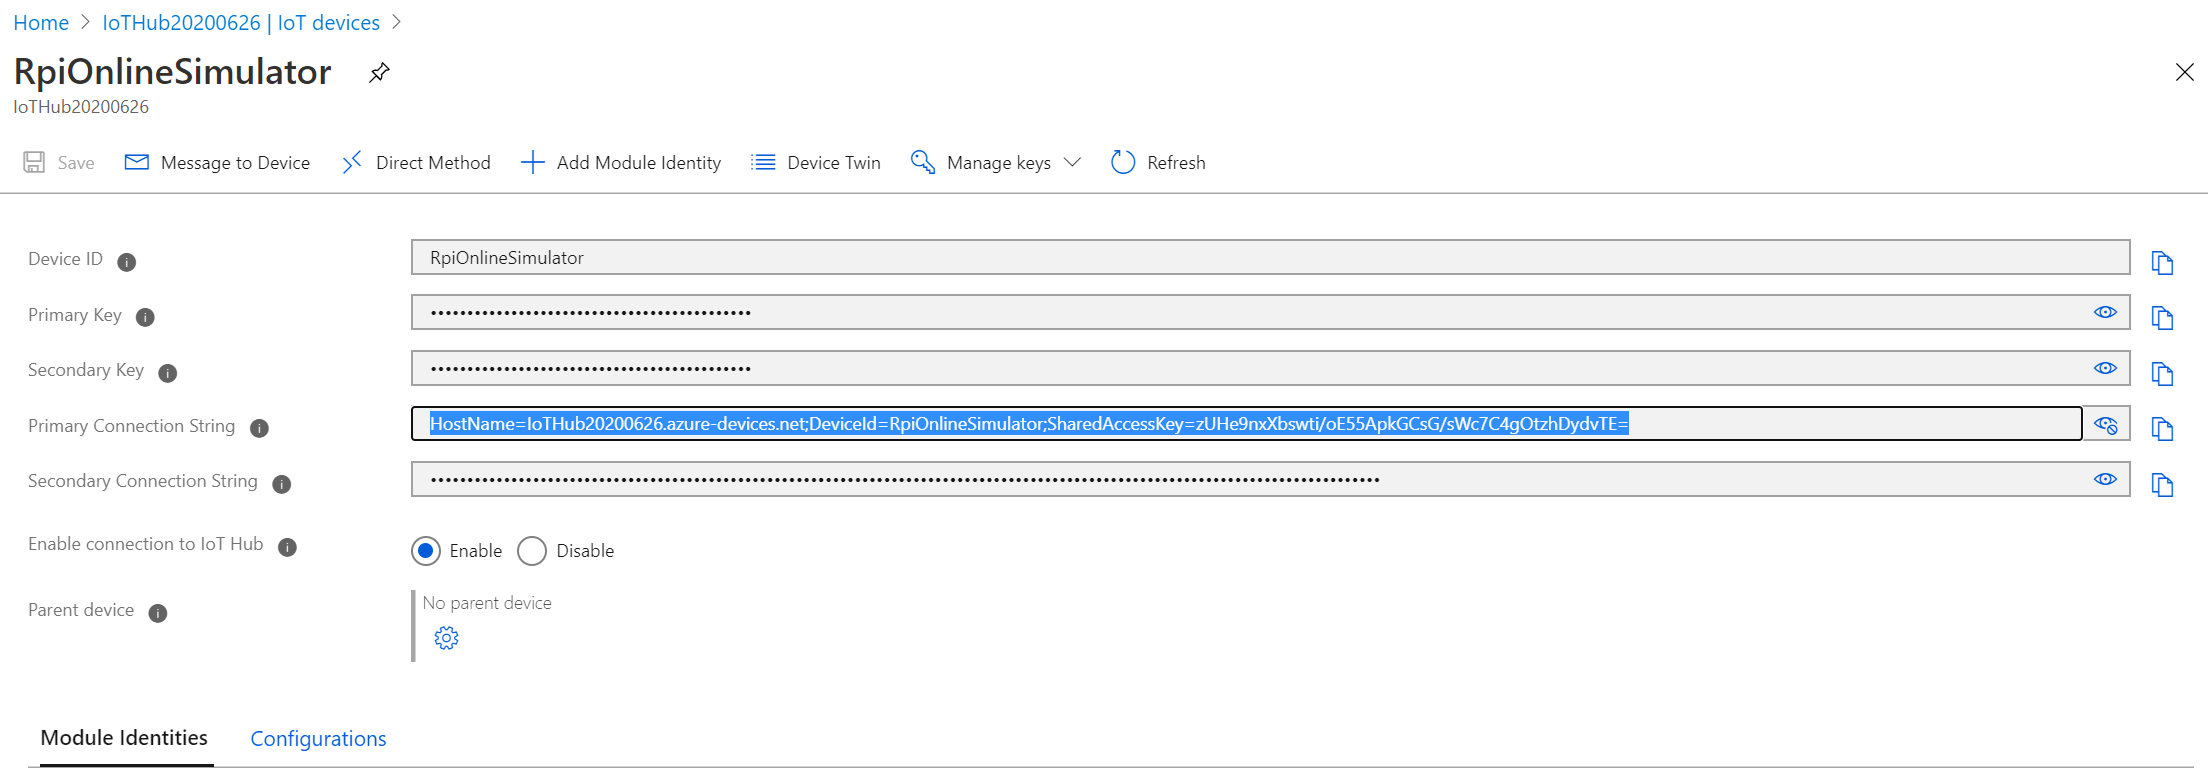 Home > IoTHub20200626 | IoT devices >
RpiOnlineSimulator
IoTHub20200626
Save Message to Device Direct Method Add Module Identity Device Twin Manage keys Refresh
Device ID RpiOnlineSimulator
Primary Key ••••••••••••••••••••••••••••••••••••••••••••
Secondary Key ••••••••••••••••••••••••••••••••••••••••••••
Primary Connection String HostName=IoTHub20200626.azure-devices.net;DeviceId=RpiOnlineSimulator;SharedAccessKey=zUHe9nxXbswti/oE55ApkGCsG/sWc7C4gOtzhDydvTE=
Secondary Connection String ••••••••••••••••••••••••••••••••••••••••••••••••••••••••••••••••••••••••••••••••••••••••••••••••••••••••••••••••••••••••••••••••••
Enable connection to IoT Hub Enable Disable
Parent device No parent device
Module Identities Configurations